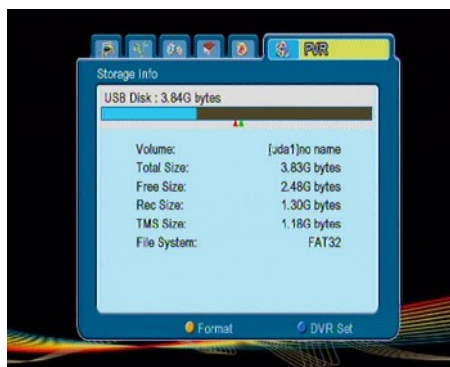 PVR
Storage Info
USB Disk : 3.84G bytes
Volume: [uda1]no name
Total Size: 3.83G bytes
Free Size: 2.48G bytes
Rec Size: 1.30G bytes
TMS Size: 1.18G bytes
File System: FAT32
Format DVR Set